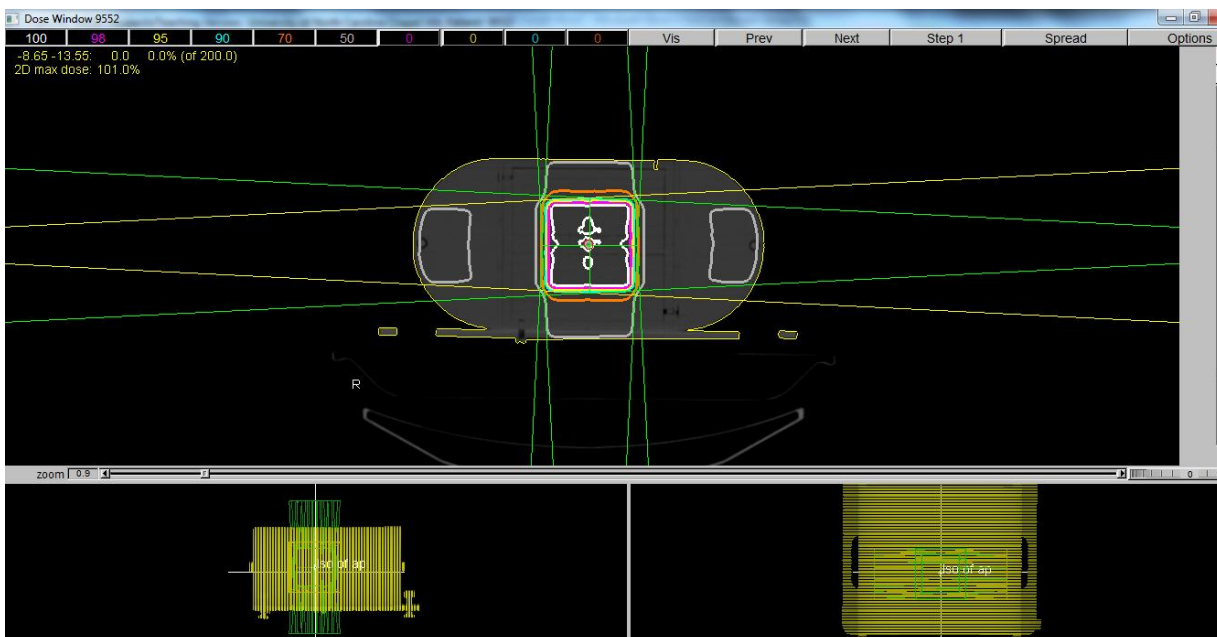 Dose Window 9552
100 98 95 90 70 50 0 0 0 0 Vis Prev Next Step 1 Spread Options
-8.65 -13.55: 0.0 0.0% (of 200.0)
2D max dose: 101.0%
R
zoom 0.9 F 0
Iso of ap Iso of ap